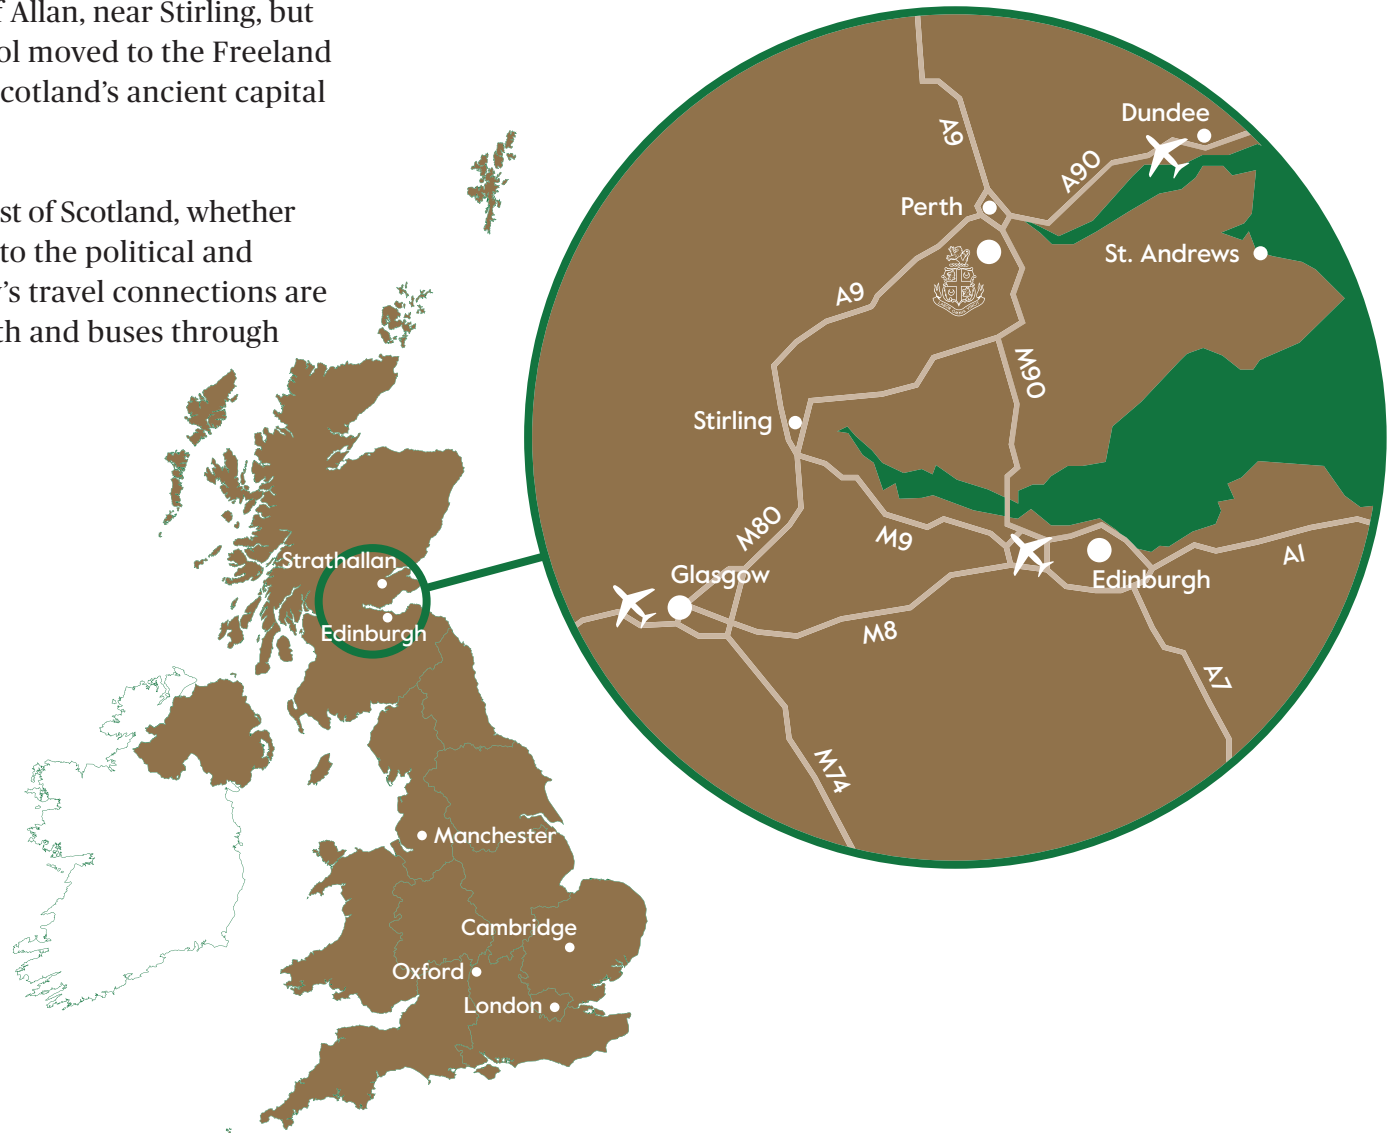 f Allan, near Stirling, but
ol moved to the Freeland
cotland’s ancient capital
st of Scotland, whether
to the political and
y’s travel connections are
th and buses through
Strathallan
Edinburgh
Manchester
Cambridge
Oxford
London
A9
Dundee
A90
Perth
St. Andrews
A9
M90
Stirling
M80
M9
Glasgow
Edinburgh
A1
M8
A7
M74